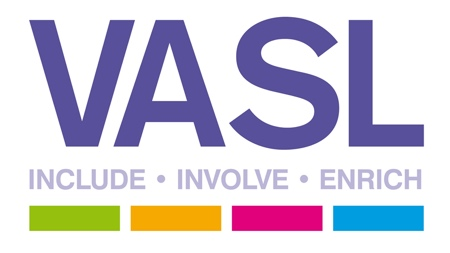 VASL
INCLUDE • INVOLVE • ENRICH